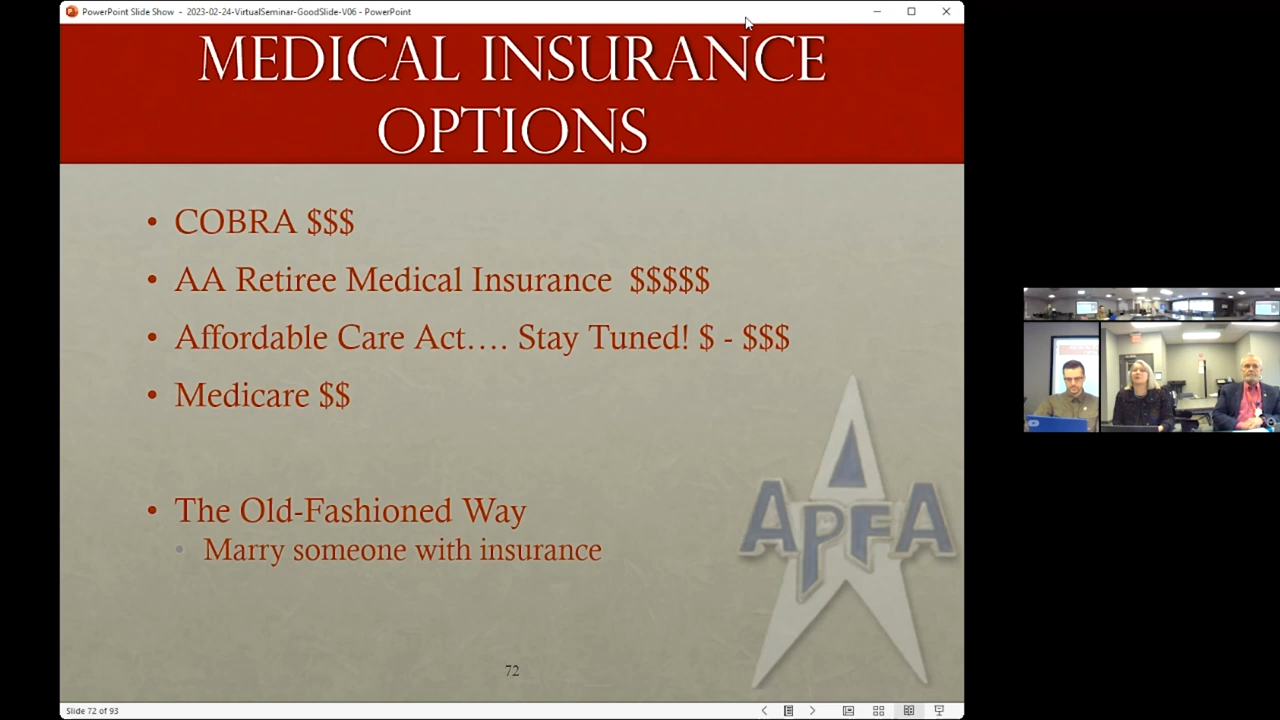 PowerPoint Slide Show - 2023-02-24-VirtualSeminar-GoodSlide-V06 - PowerPoint
MEDICAL INSURANCE
OPTIONS
• COBRA $$$
• AA Retiree Medical Insurance $$$$$
• Affordable Care Act…. Stay Tuned! $ - $$$
• Medicare $$
• The Old-Fashioned Way
• Marry someone with insurance
APFA
72
Slide 72 of 93